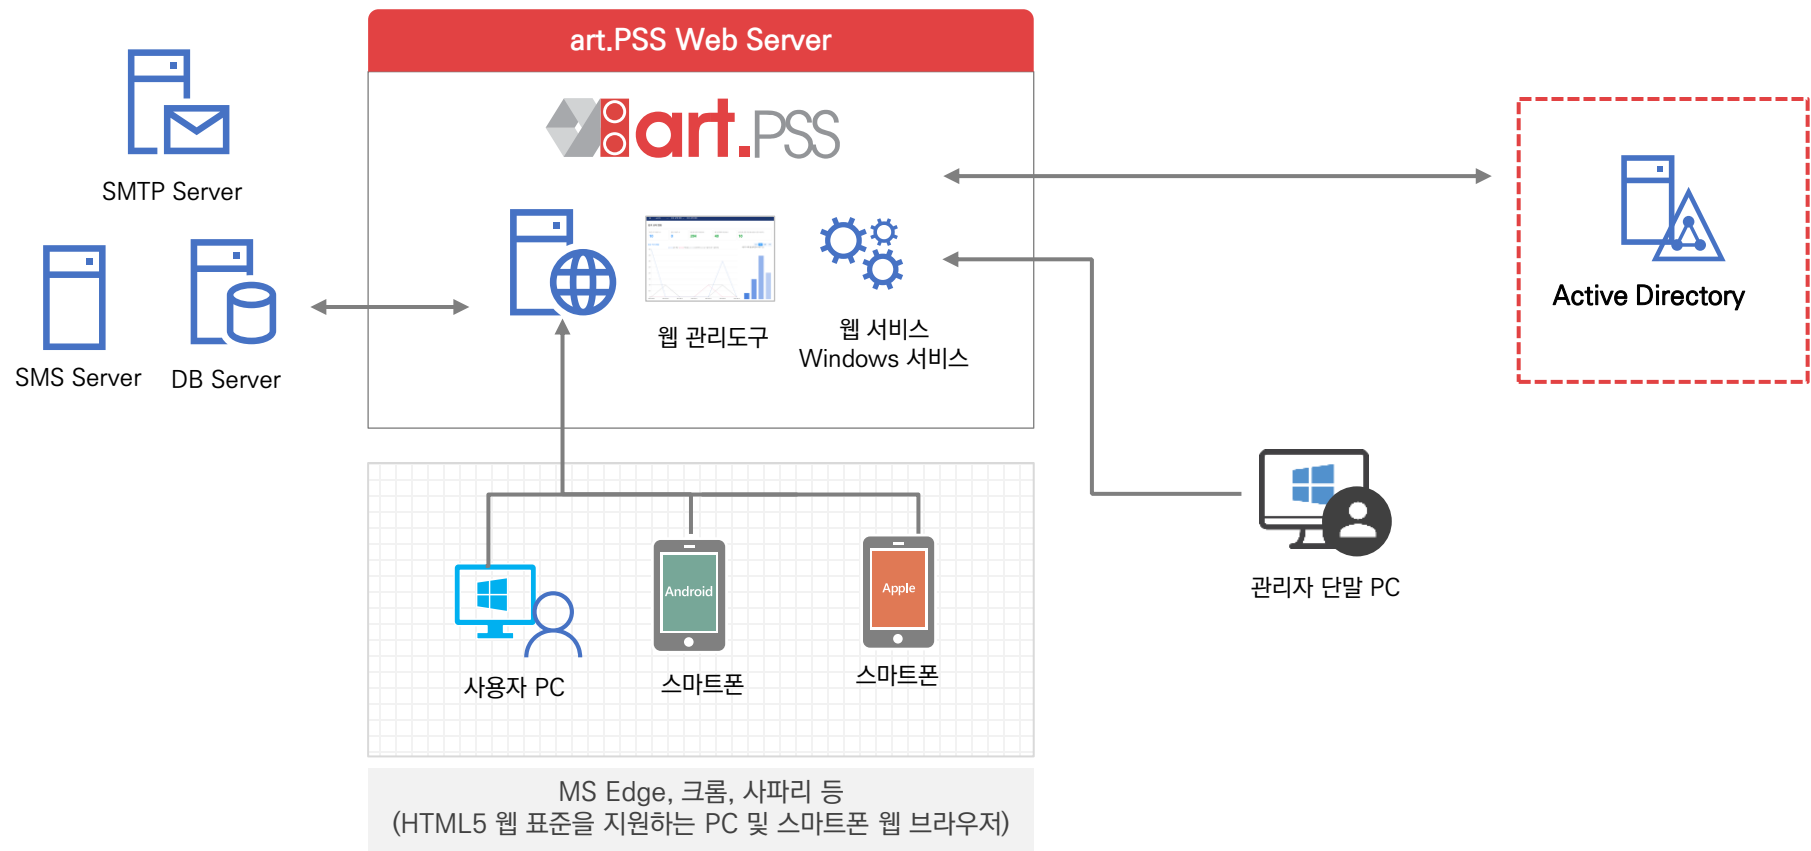 art.PSS Web Server
art.PSS
SMTP Server
SMS Server
DB Server
웹 관리도구
웹 서비스
Windows 서비스
Active Directory
관리자 단말 PC
Android
Apple
사용자 PC
스마트폰
스마트폰
MS Edge, 크롬, 사파리 등
(HTML5 웹 표준을 지원하는 PC 및 스마트폰 웹 브라우저)